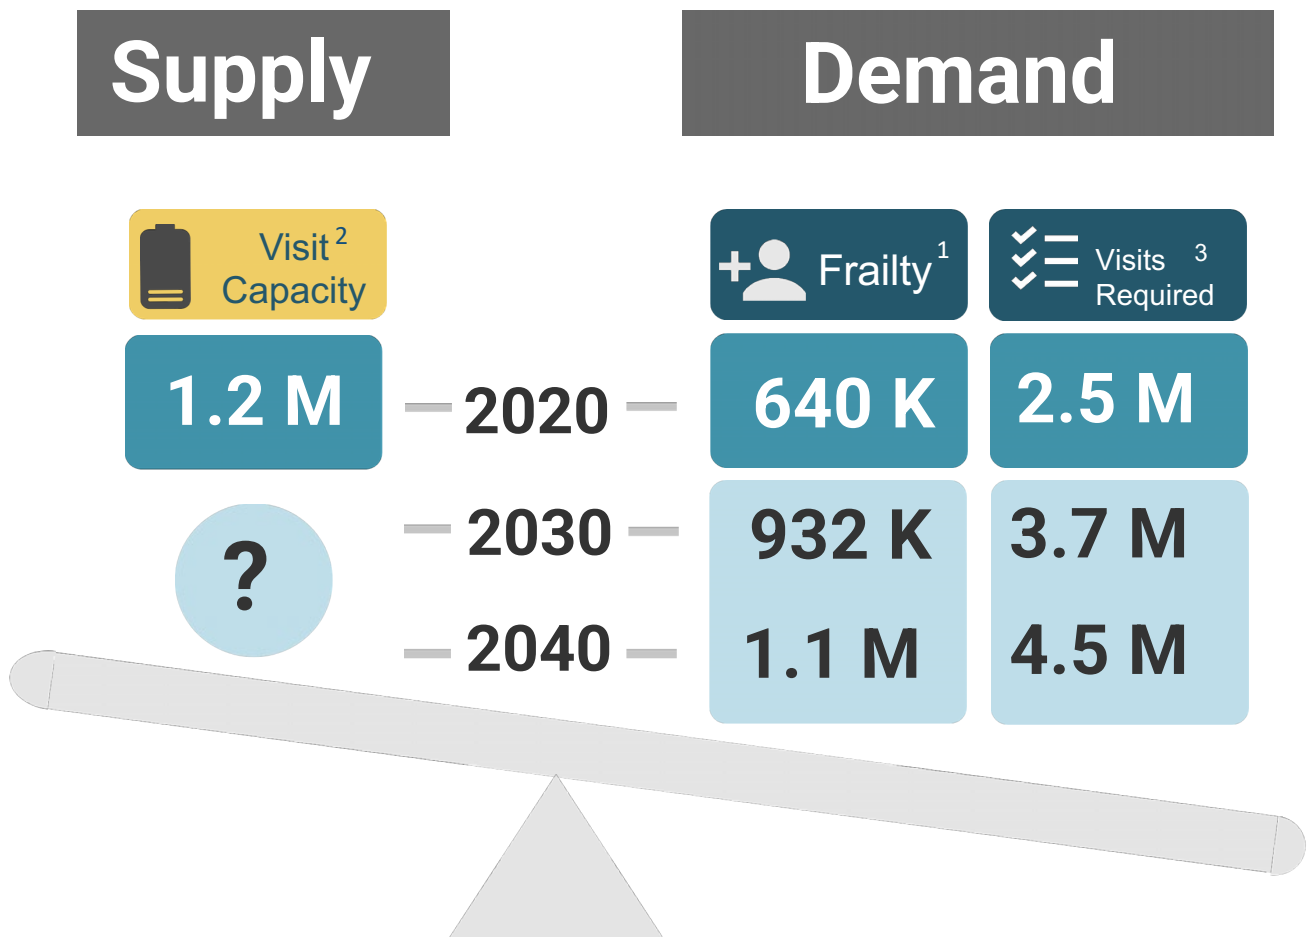 Supply
Demand
Visit 2
Capacity
Frailty 1
Visits 3
Required
1.2 M
2020
640 K
2.5 M
?
2030
932 K
3.7 M
2040
1.1 M
4.5 M